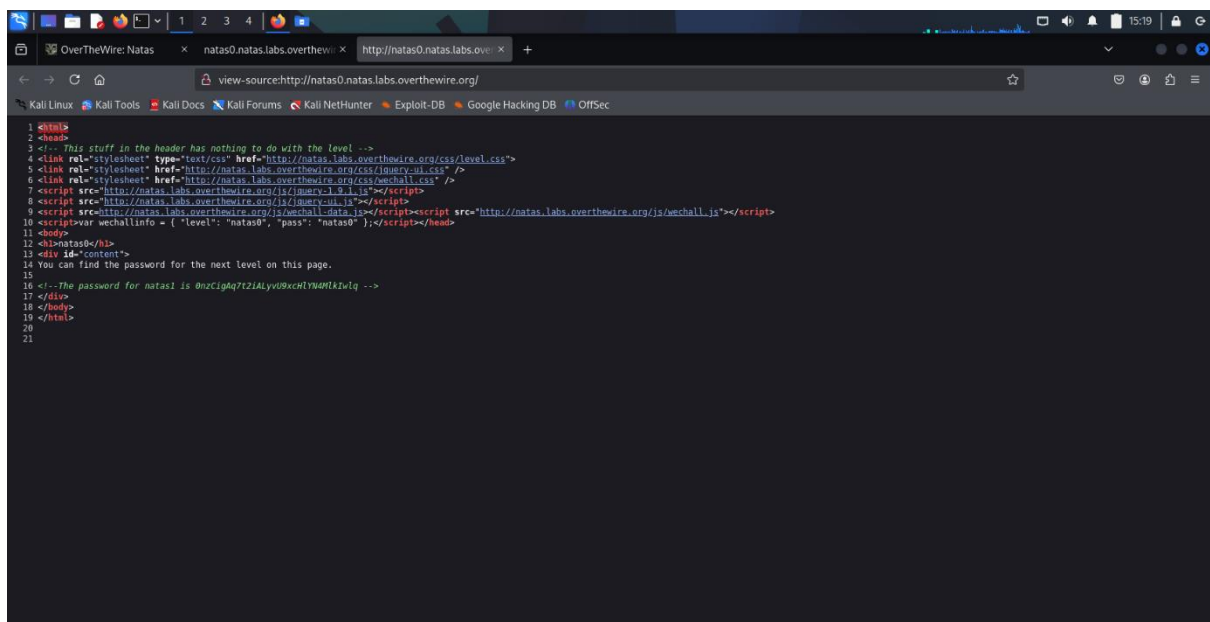 1 2 3 4
15:19
OverTheWire: Natas × natas0.natas.labs.overthewi × http://natas0.natas.labs.over × +
view-source:http://natas0.natas.labs.overthewire.org/
Kali Linux Kali Tools Kali Docs Kali Forums Kali NetHunter Exploit-DB Google Hacking DB OffSec
1 <html>
2 <head>
3 <!-- This stuff in the header has nothing to do with the level -->
4 <link rel="stylesheet" type="text/css" href="http://natas.labs.overthewire.org/css/level.css">
5 <link rel="stylesheet" href="http://natas.labs.overthewire.org/css/jquery-ui.css" />
6 <link rel="stylesheet" href="http://natas.labs.overthewire.org/css/wechall.css" />
7 <script src="http://natas.labs.overthewire.org/js/jquery-1.9.1.js"></script>
8 <script src="http://natas.labs.overthewire.org/js/jquery-ui.js"></script>
9 <script src=http://natas.labs.overthewire.org/js/wechall-data.js></script><script src="http://natas.labs.overthewire.org/js/wechall.js"></script>
10 <script>var wechallinfo = { "level": "natas0", "pass": "natas0" };</script></head>
11 <body>
12 <h1>natas0</h1>
13 <div id="content">
14 You can find the password for the next level on this page.
15
16 <!--The password for natas1 is 0nzCigAq7t2iALyvU9xcHlYN4MlkIwlq -->
17 </div>
18 </body>
19 </html>
20
21